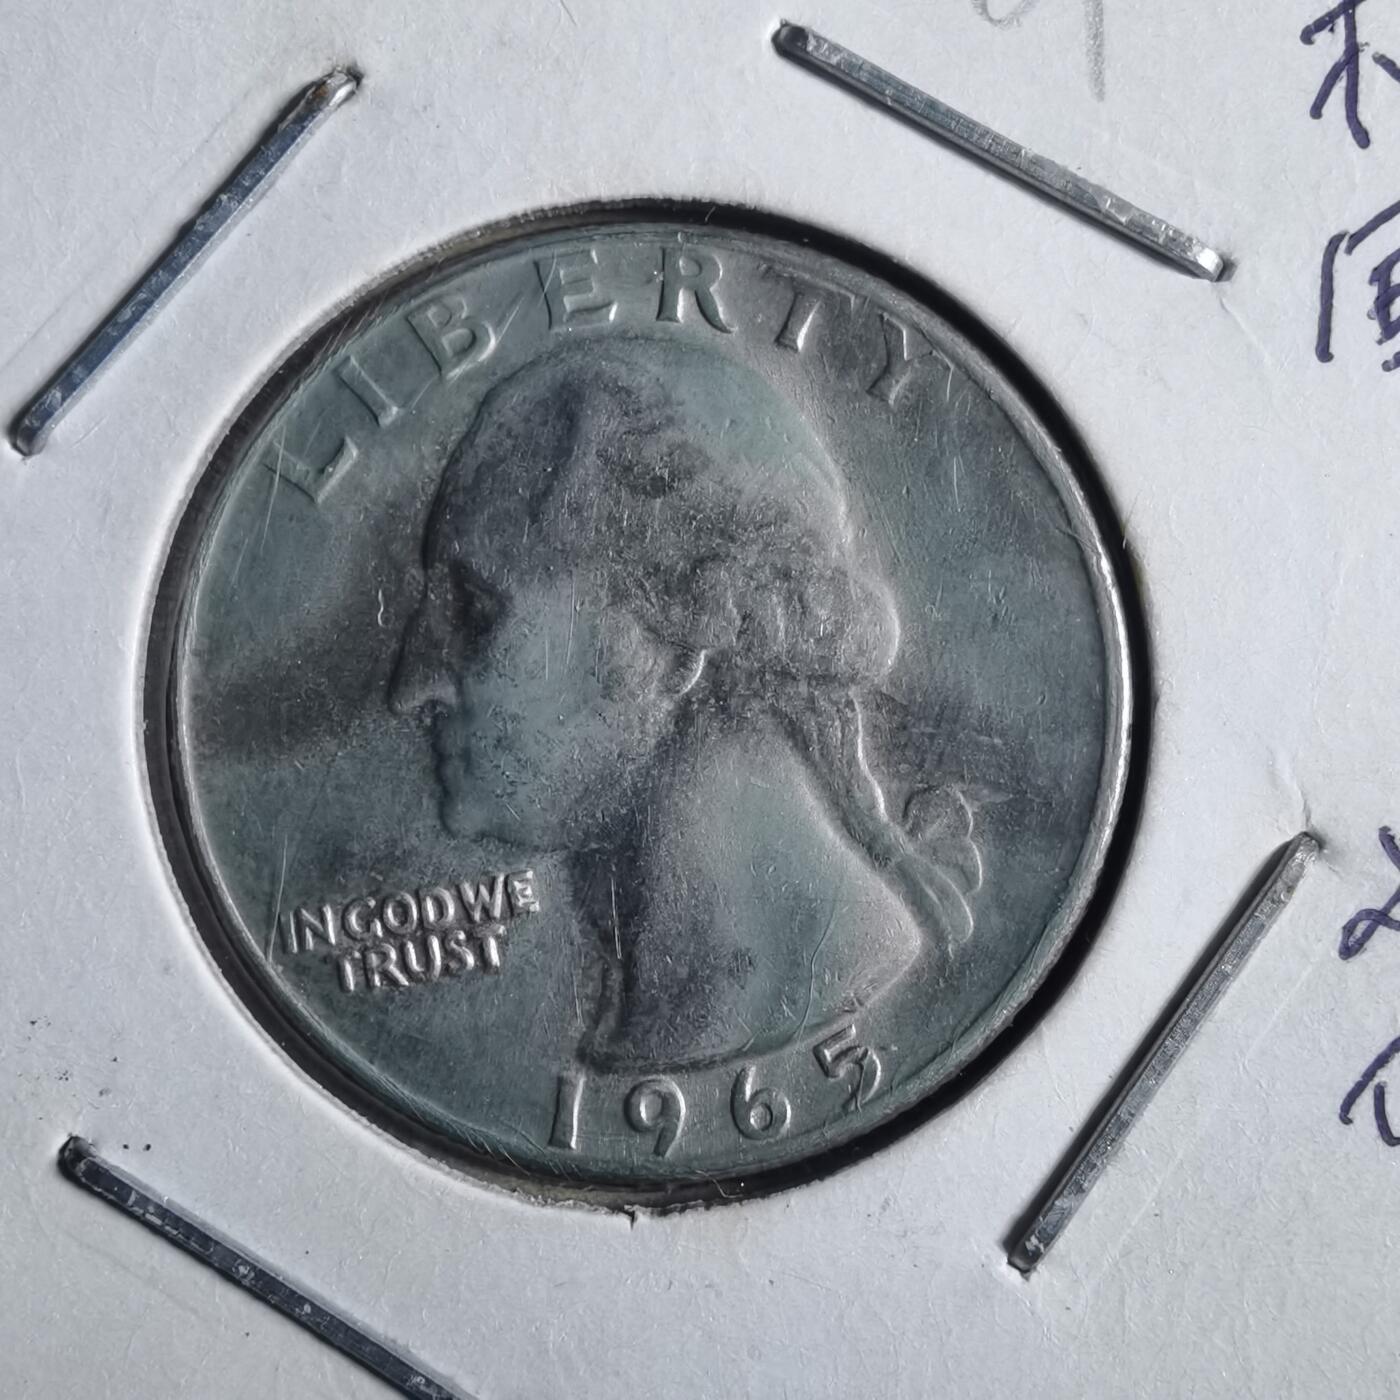 LIBERTY
IN GOD WE
TRUST
1965